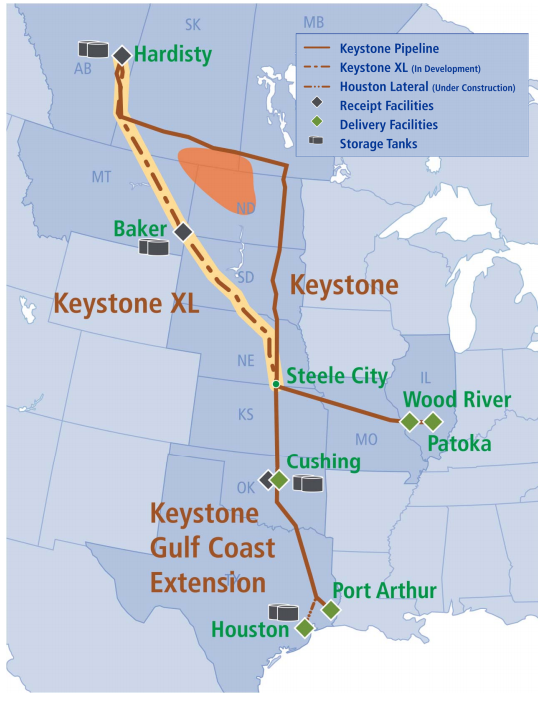 SK
MB
Hardisty
AB
Keystone Pipeline
Keystone XL (In Development)
Houston Lateral (Under Construction)
Receipt Facilities
Delivery Facilities
Storage Tanks
MT
ND
Baker
SD
Keystone
Keystone XL
NE
Steele City
IL
Wood River
KS
MO
Patoka
Cushing
OK
Keystone
Gulf Coast
Extension
TX
Port Arthur
Houston